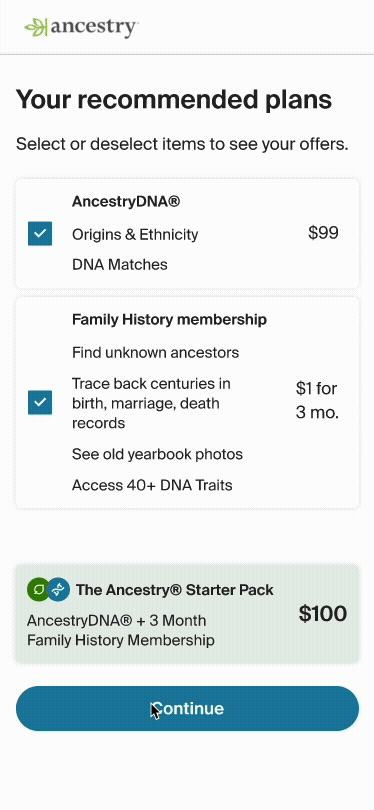 ancestry
Your recommended plans
Select or deselect items to see your offers.
AncestryDNA®
Origins & Ethnicity
$99
DNA Matches
Family History membership
Find unknown ancestors
Trace back centuries in
birth, marriage, death
records
$1 for
3 mo.
See old yearbook photos
Access 40+ DNA Traits
The Ancestry® Starter Pack
AncestryDNA® + 3 Month
Family History Membership
$100
Continue